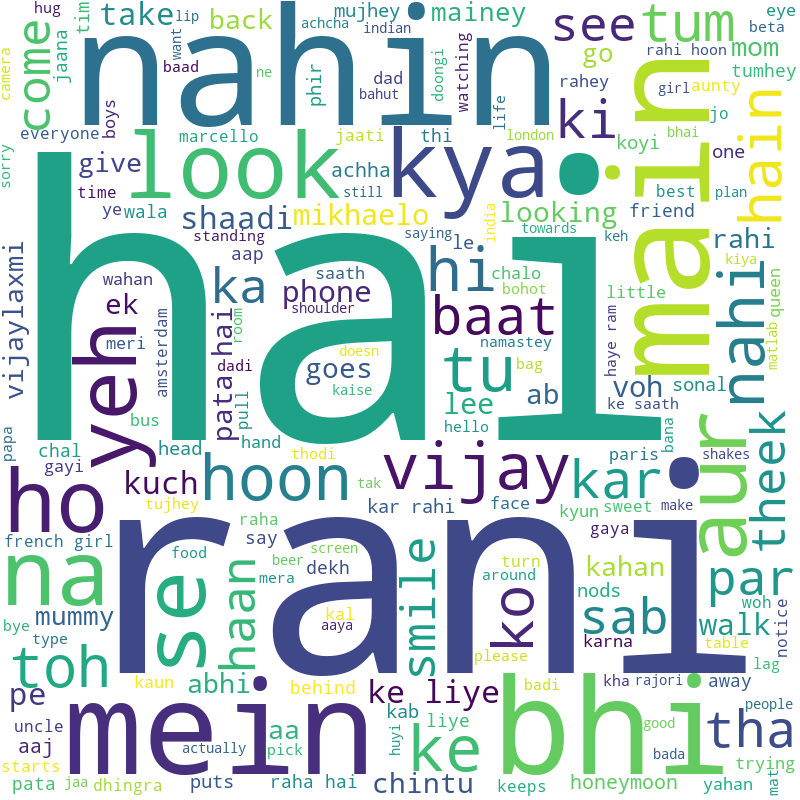 hug
lip
achcha
indian
take
mujhey
mainey
see
tum
eye
tim
back
want
beta
camera
come
jaana
nahin
phir
dad
doongi
watching
go
rahi hoon
mom
baad
ne
bahut
rahey
girl
aunty
tumhey
everyone
boys
marcello
jaati
thi
life
london
ki
koyi
bhai
jo
main
hain
sorry
give
look
achha
kya
one
time
still
best
plan
ye
wala
shaadi
mikhaelo
looking
friend
rahi
standing
aap
saying
le
india
towards
keh
kiya
vijaylaxmi
wahan
ka
saath
phone
hi
chalo
bohot
little
nahi
queen
ek
shoulder
hai
baat
namastey
haye ram
matlab
meri
amsterdam
pata hai
room
doesn
goes
tu
bag
voh
sonal
yeh
dadi
kaise
ab
ke saath
bus
pull
lee
hello
bana
papa
chal
head
hand
thodi
paris
shakes
aur
theek
gayi
kuch
hoon
tak
vijay
kar
ho
tujhey
kar rahi
face
kyun
sweet
make
french girl
raha
say
gaya
food
beer
screen
turn
na
se
haan
mera
dekh
smile
around
nods
kahan
par
woh
notice
mummy
kal
aaya
ko
sab
bye
type
rani
karna
walk
table
toh
please
lag
kaun
abhi
behind
ke liye
badi
kha
rajori
away
pe
mein
bhi
people
uncle
aa
kab
liye
good
tha
aaj
actually
pick
huyi
ke
bada
starts
trying
pata
jaa
dhingra
puts
raha hai
chintu
keeps
honeymoon
yahan
mat